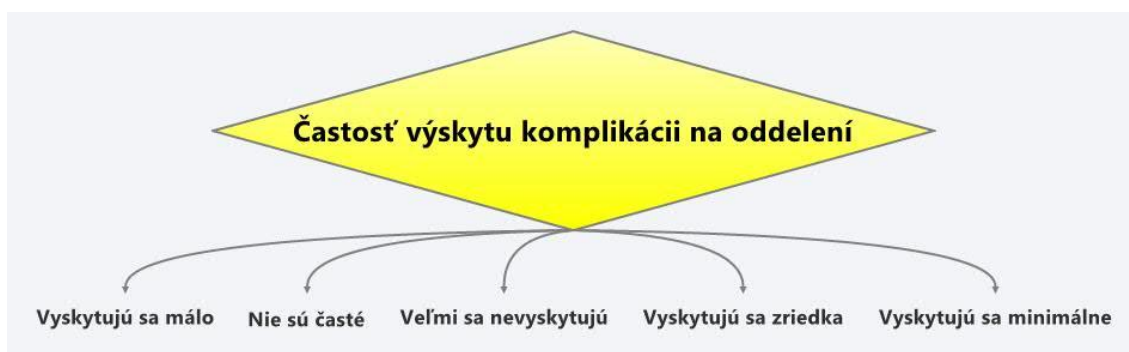 Častosť výskytu komplikácii na oddelení
Vyskytujú sa málo
Nie sú časté
Veľmi sa nevyskytujú
Vyskytujú sa zriedka
Vyskytujú sa minimálne